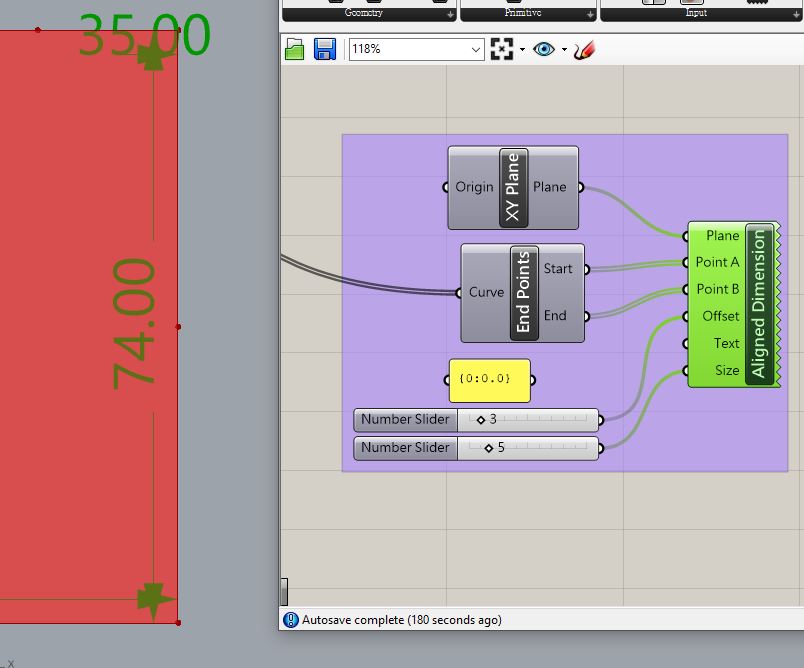 35.00
74.00
x
Geometry
Primitive
Input
118%
Origin
XY Plane
Plane
Curve
End Points
Start
End
{0:0.0}
Number Slider
3
Number Slider
5
Plane
Point A
Point B
Offset
Text
Size
Aligned Dimension
Autosave complete (180 seconds ago)